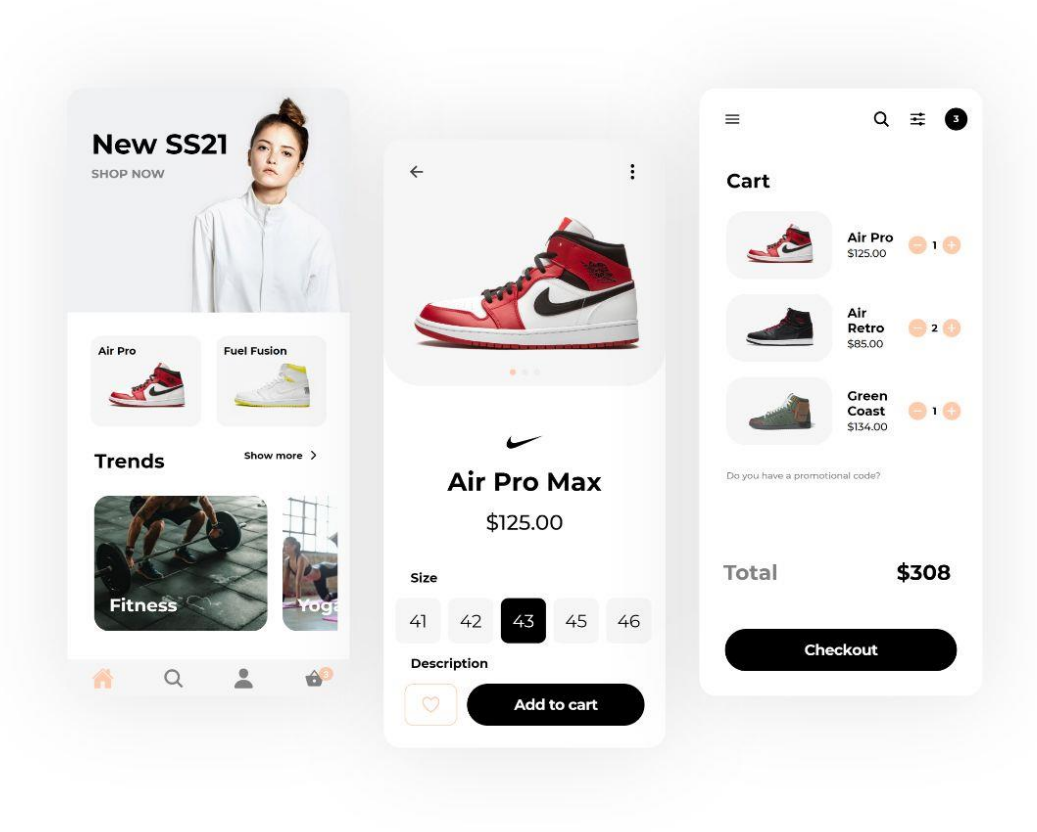 New SS21
SHOP NOW
Air Pro
Fuel Fusion
Trends
Show more
Fitness
Yoga
3
Air Pro Max
$125.00
Size
41 42 43 45 46
Description
Add to cart
3
Cart
Air Pro
$125.00
1
Air
Retro
$85.00
2
Green
Coast
$134.00
1
Do you have a promotional code?
Total $308
Checkout